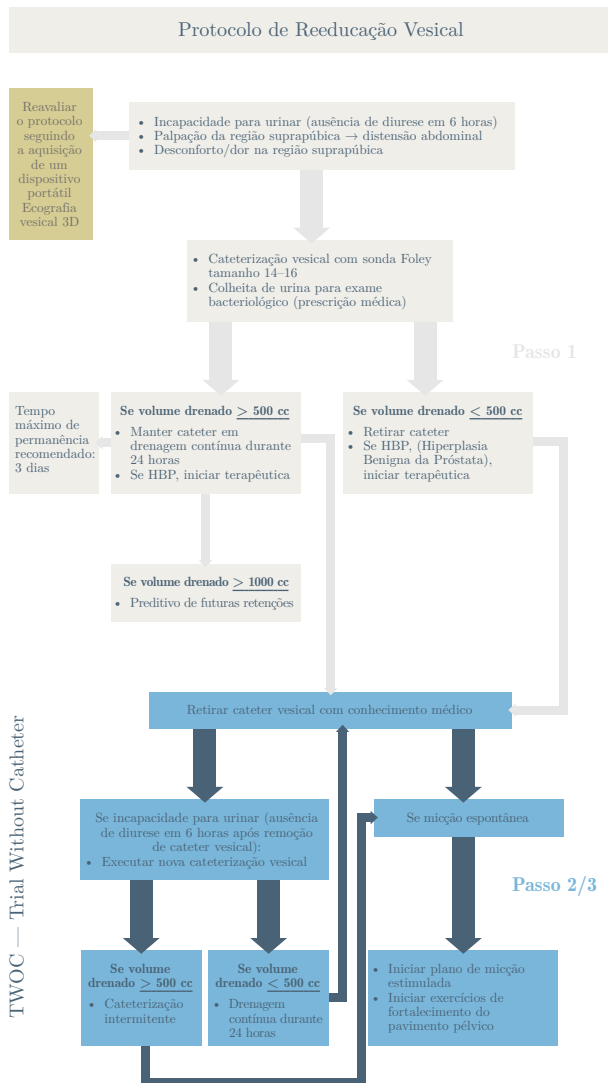 Protocolo de Reeducação Vesical
Reavaliar
o protocolo
seguindo
a aquisição
de um
dispositivo
portátil
Ecografia
vesical 3D
• Incapacidade para urinar (ausência de diurese em 6 horas)
• Palpação da região suprapúbica → distensão abdominal
• Desconforto/dor na região suprapúbica
• Cateterização vesical com sonda Foley
tamanho 14–16
• Colheita de urina para exame
bacteriológico (prescrição médica)
Passo 1
Tempo
máximo de
permanência
recomendado:
3 dias
Se volume drenado > 500 cc
• Manter cateter em
drenagem contínua durante
24 horas
• Se HBP, iniciar terapêutica
Se volume drenado < 500 cc
• Retirar cateter
• Se HBP, (Hiperplasia
Benigna da Próstata),
iniciar terapêutica
Se volume drenado > 1000 cc
• Preditivo de futuras retenções
TWOC — Trial Without Catheter
Retirar cateter vesical com conhecimento médico
Se incapacidade para urinar (ausência
de diurese em 6 horas após remoção
de cateter vesical):
• Executar nova cateterização vesical
Se micção espontânea
Passo 2/3
Se volume
drenado > 500 cc
• Cateterização
intermitente
Se volume
drenado < 500 cc
• Drenagem
contínua durante
24 horas
• Iniciar plano de micção
estimulada
• Iniciar exercícios de
fortalecimento do
pavimento pélvico